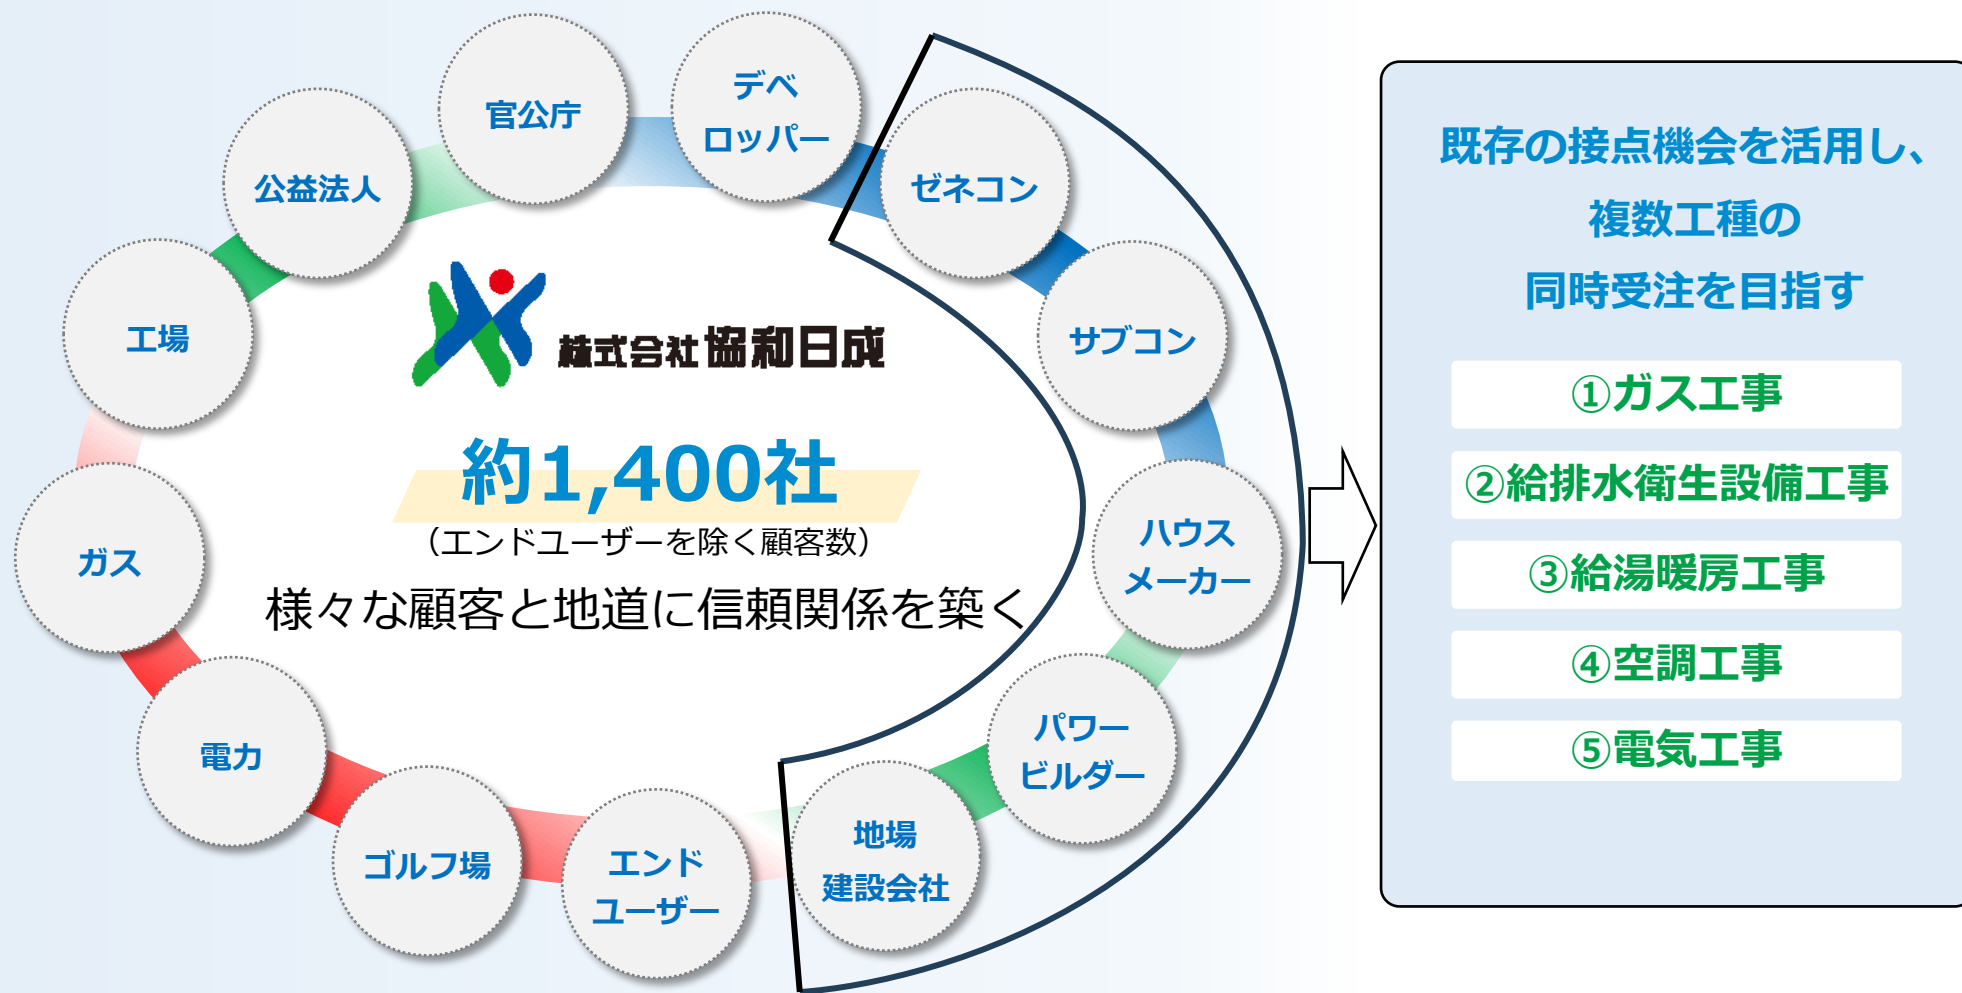 官公庁
デベ
ロッパー
ゼネコン
サブコン
ハウス
メーカー
パワー
ビルダー
地場
建設会社
エンド
ユーザー
ゴルフ場
電力
ガス
工場
公益法人
株式会社協和日成
約1,400社
（エンドユーザーを除く顧客数）
様々な顧客と地道に信頼関係を築く
既存の接点機会を活用し、
複数工種の
同時受注を目指す
①ガス工事
②給排水衛生設備工事
③給湯暖房工事
④空調工事
⑤電気工事